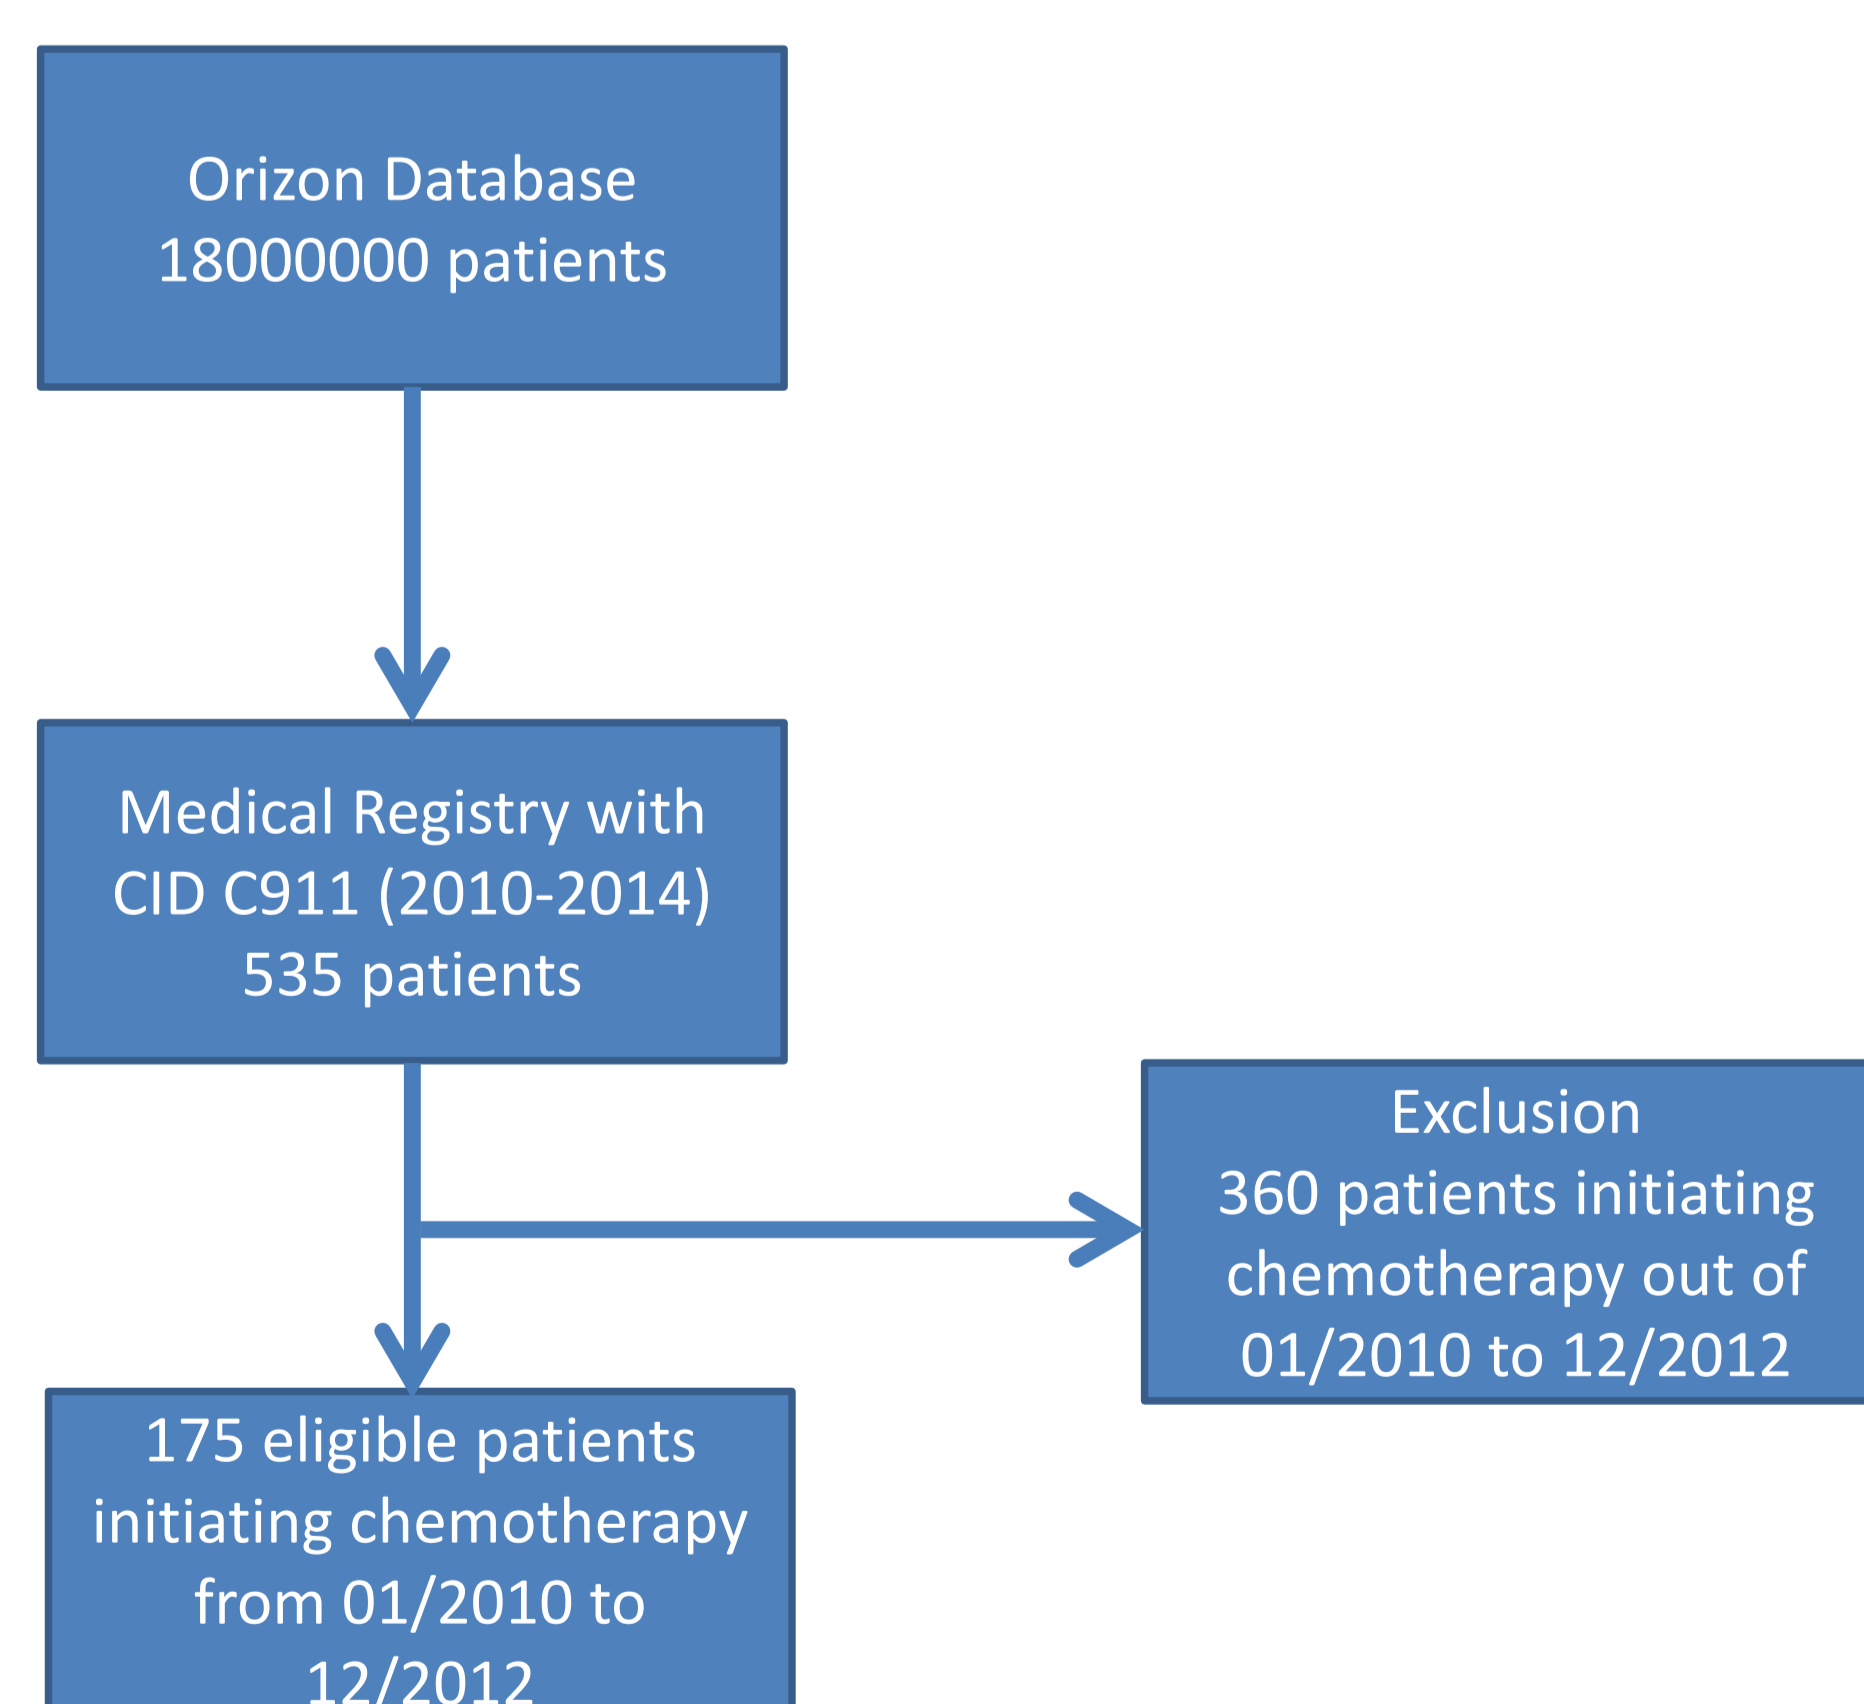 Orizon Database
18000000 patients
Medical Registry with
CID C911 (2010-2014)
535 patients
Exclusion
360 patients initiating
chemotherapy out of
01/2010 to 12/2012
175 eligible patients
initiating chemotherapy
from 01/2010 to
12/2012